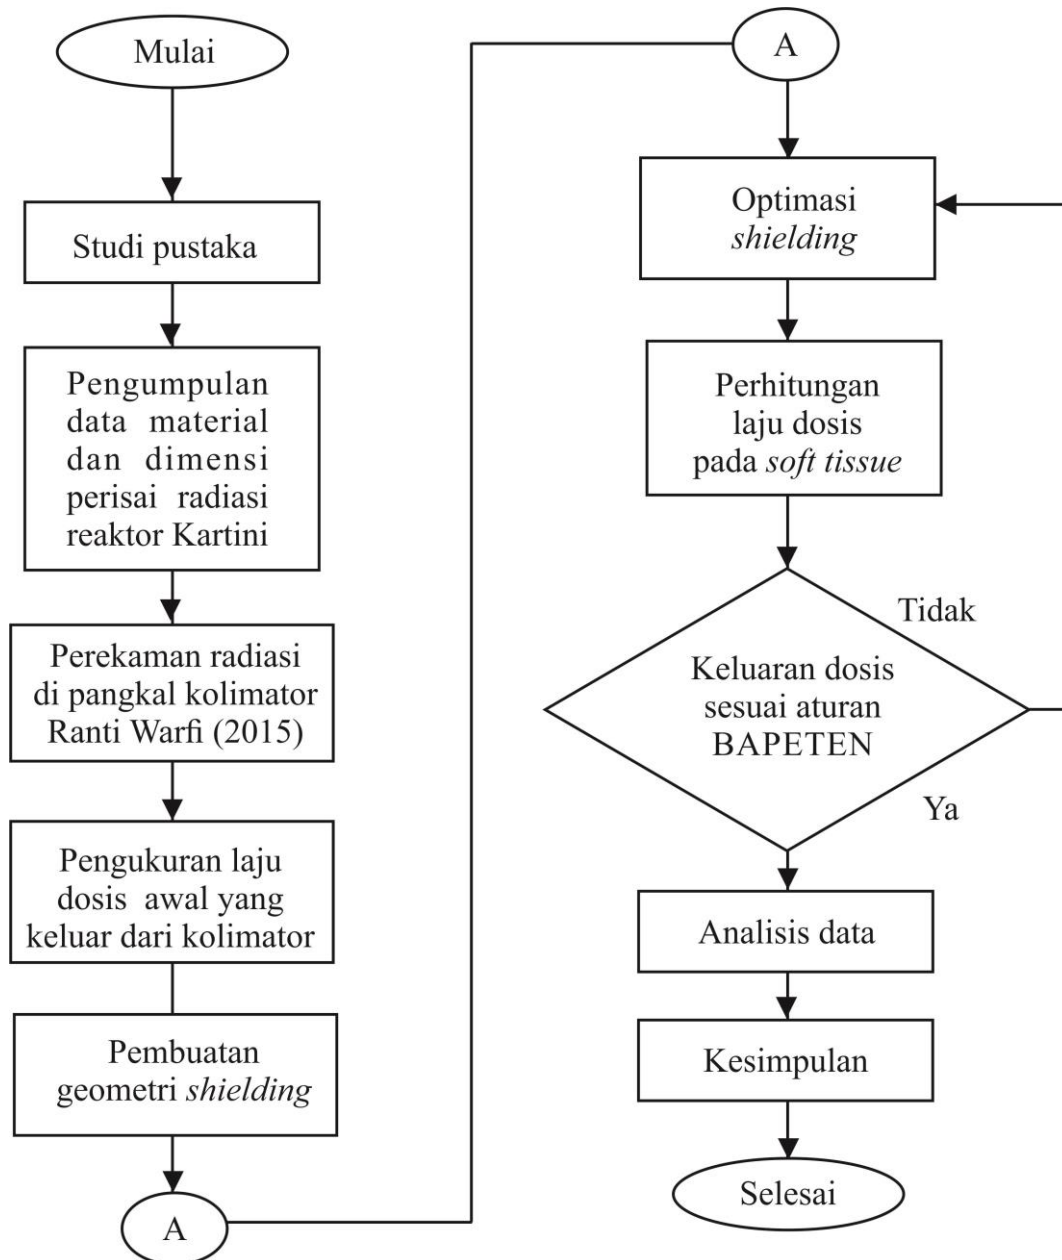 Mulai
Studi pustaka
Pengumpulan
data material
dan dimensi
perisai radiasi
reaktor Kartini
Perekaman radiasi
di pangkal kolimator
Ranti Warfi (2015)
Pengukuran laju
dosis awal yang
keluar dari kolimator
Pembuatan
geometri shielding
A
A
Optimasi
shielding
Perhitungan
laju dosis
pada soft tissue
Keluaran dosis
sesuai aturan
BAPETEN
Tidak
Ya
Analisis data
Kesimpulan
Selesai